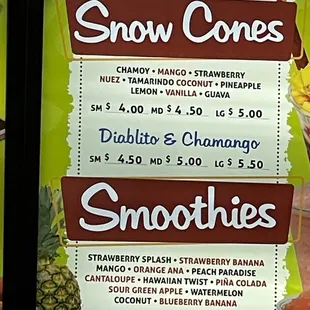 Snow Cones
CHAMOY • MANGO • STRAWBERRY
NUEZ • TAMARINDO COCONUT • PINEAPPLE
LEMON • VANILLA • GUAVA
SM $ 4.00 MD $ 4.50 LG $ 5.00
Diablito & Chamango
SM $ 4.50 MD $ 5.00 LG $ 5.50
Smoothies
STRAWBERRY SPLASH • STRAWBERRY BANANA
MANGO • ORANGE ANA • PEACH PARADISE
CANTALOUPE • HAWAIIAN TWIST • PIÑA COLADA
SOUR GREEN APPLE • WATERMELON
COCONUT • BLUEBERRY BANANA